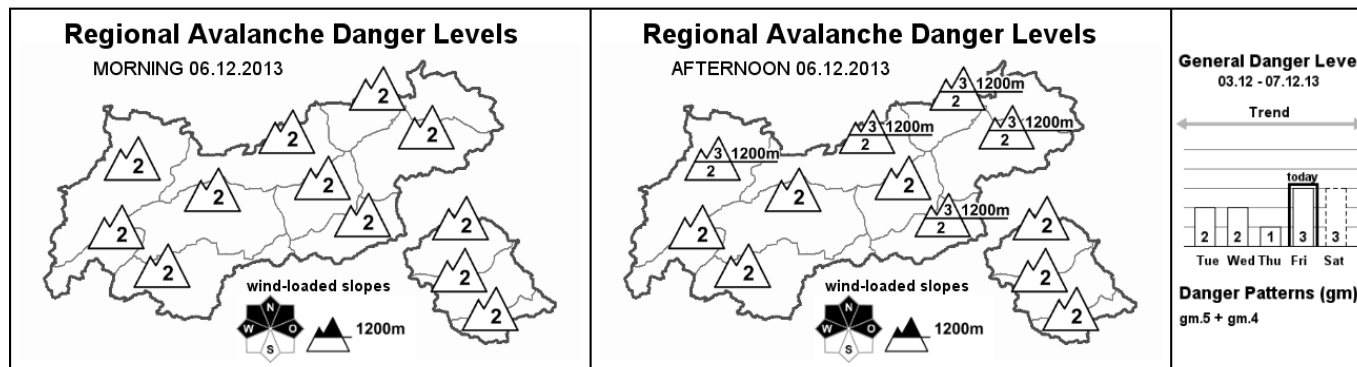 Regional Avalanche Danger Levels
MORNING 06.12.2013
2
2
2
2
2
2
2
2
2
2
2
2
wind-loaded slopes
N
W O
S
1200m
Regional Avalanche Danger Levels
AFTERNOON 06.12.2013
3 1200m
2
3 1200m
2
3 1200m
2
3 1200m
2
2
2
3 1200m
2
2
2
2
2
2
wind-loaded slopes
N
W O
S
1200m
General Danger Leve
03.12 - 07.12.13
Trend
today
2 2 1 3 3
Tue Wed Thu Fri Sat
Danger Patterns (gm)
gm.5 + gm.4